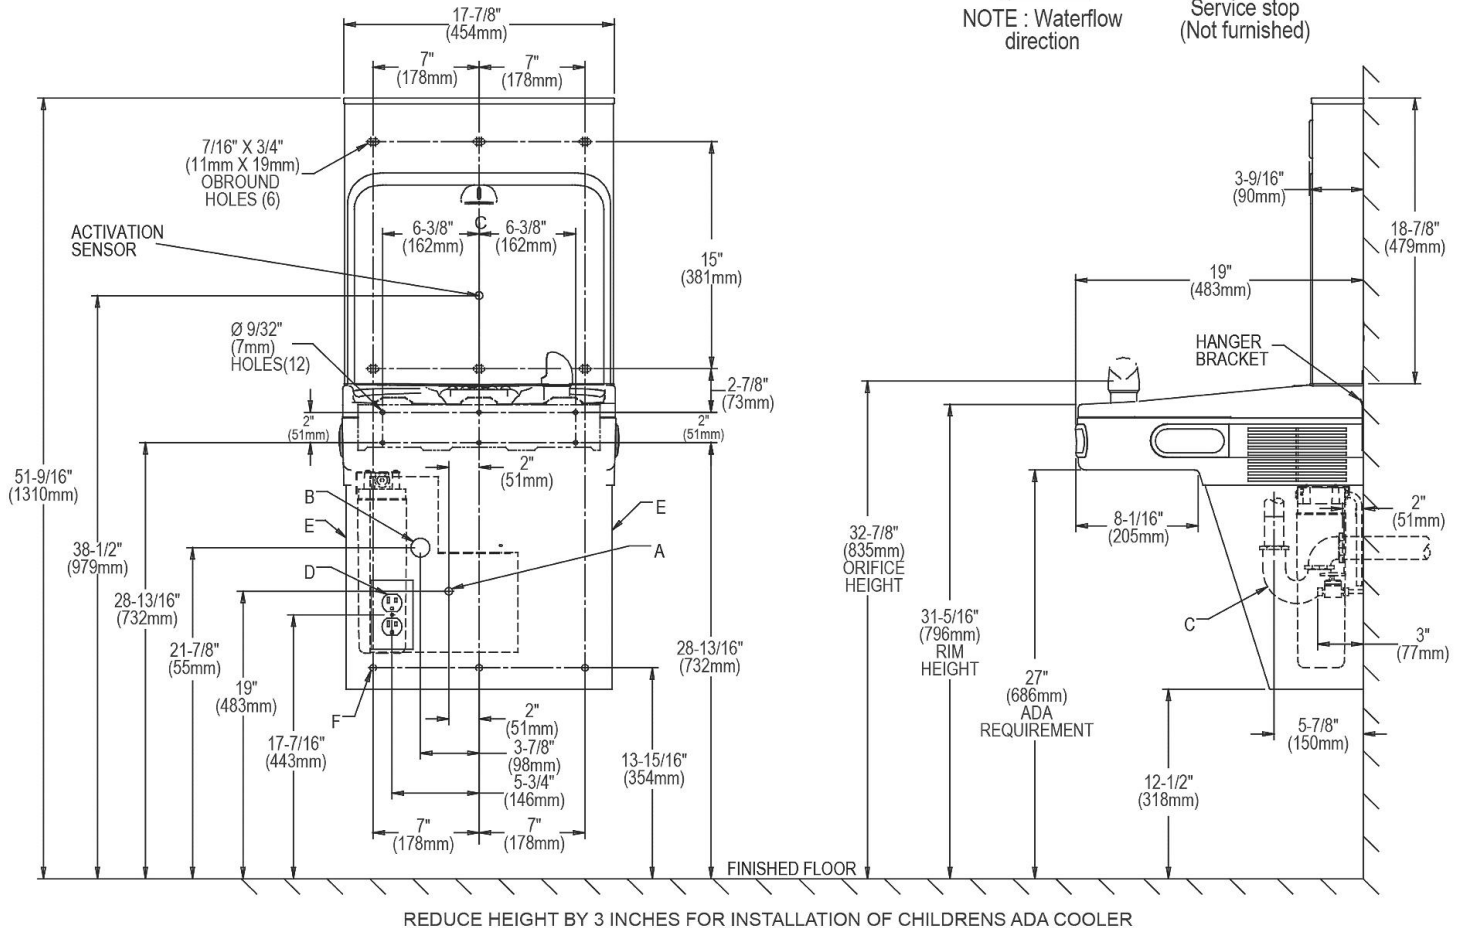 17-7/8"
(454mm)
7"
(178mm)
7"
(178mm)
NOTE : Waterflow
direction
Service stop
(Not furnished)
7/16" X 3/4"
(11mm X 19mm)
OBROUND
HOLES (6)
ACTIVATION
SENSOR
C
6-3/8"
(162mm)
6-3/8"
(162mm)
15"
(381mm)
Ø 9/32"
(7mm)
HOLES(12)
2-7/8"
(73mm)
2"
(51mm)
2"
(51mm)
51-9/16"
(1310mm)
2"
(51mm)
B
E
E
A
D
F
38-1/2"
(979mm)
28-13/16"
(732mm)
21-7/8"
(55mm)
19"
(483mm)
17-7/16"
(443mm)
28-13/16"
(732mm)
2"
(51mm)
3-7/8"
(98mm)
5-3/4"
(146mm)
13-15/16"
(354mm)
7"
(178mm)
7"
(178mm)
3-9/16"
(90mm)
18-7/8"
(479mm)
19"
(483mm)
HANGER
BRACKET
32-7/8"
(835mm)
ORIFICE
HEIGHT
8-1/16"
(205mm)
2"
(51mm)
31-5/16"
(796mm)
RIM
HEIGHT
C
3"
(77mm)
27"
(686mm)
ADA
REQUIREMENT
5-7/8"
(150mm)
12-1/2"
(318mm)
FINISHED FLOOR
REDUCE HEIGHT BY 3 INCHES FOR INSTALLATION OF CHILDRENS ADA COOLER